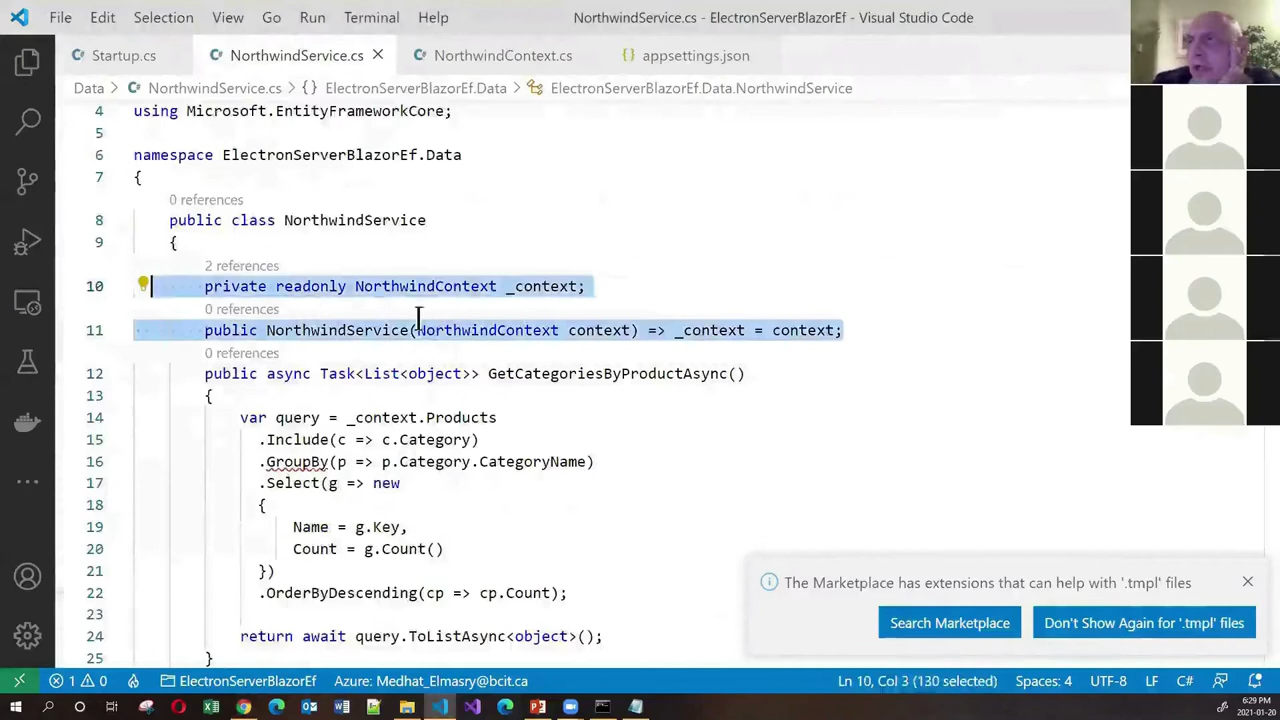 File Edit Selection View Go Run Terminal Help NorthwindService.cs - ElectronServerBlazorEf - Visual Studio Code
Startup.cs NorthwindService.cs NorthwindContext.cs {} appsettings.json
Data > NorthwindService.cs > {} ElectronServerBlazorEf.Data > ElectronServerBlazorEf.Data.NorthwindService
4 using Microsoft.EntityFrameworkCore;
5
6 namespace ElectronServerBlazorEf.Data
7 {
0 references
8 public class NorthwindService
9 {
2 references
10 private readonly NorthwindContext _context;
0 references
11 public NorthwindService(NorthwindContext context) => _context = context;
0 references
12 public async Task<List<object>> GetCategoriesByProductAsync()
13 {
14 var query = _context.Products
15 .Include(c => c.Category)
16 .GroupBy(p => p.Category.CategoryName)
17 .Select(g => new
18 {
19 Name = g.Key,
20 Count = g.Count()
21 })
22 .OrderByDescending(cp => cp.Count);
23
24 return await query.ToListAsync<object>();
25 }
The Marketplace has extensions that can help with '.tmpl' files
Search Marketplace Don't Show Again for '.tmpl' files
1 0 ElectronServerBlazorEf Azure: Medhat_Elmasry@bcit.ca Ln 10, Col 3 (130 selected) Spaces: 4 UTF-8 LF C#
6:29 PM
2021-01-20